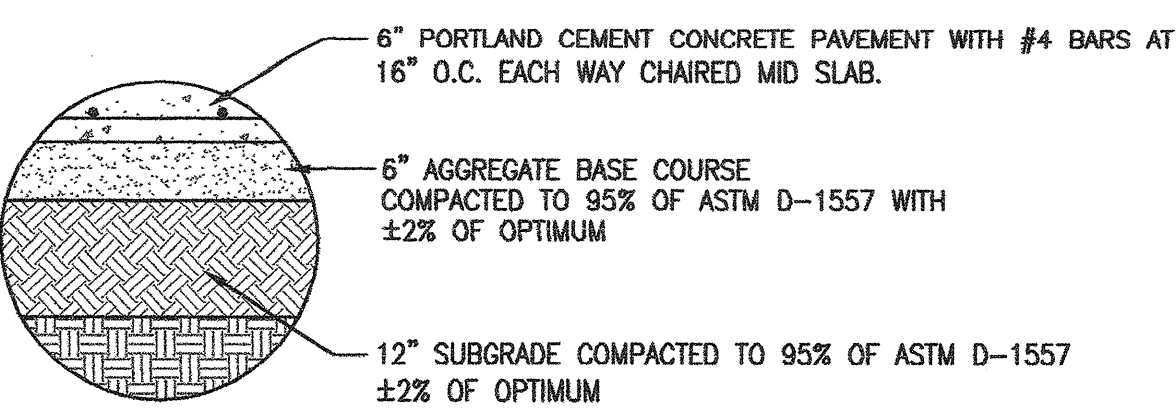 6" PORTLAND CEMENT CONCRETE PAVEMENT WITH #4 BARS AT
16" O.C. EACH WAY CHAIRED MID SLAB.
6" AGGREGATE BASE COURSE
COMPACTED TO 95% OF ASTM D-1557 WITH
±2% OF OPTIMUM
12" SUBGRADE COMPACTED TO 95% OF ASTM D-1557
±2% OF OPTIMUM